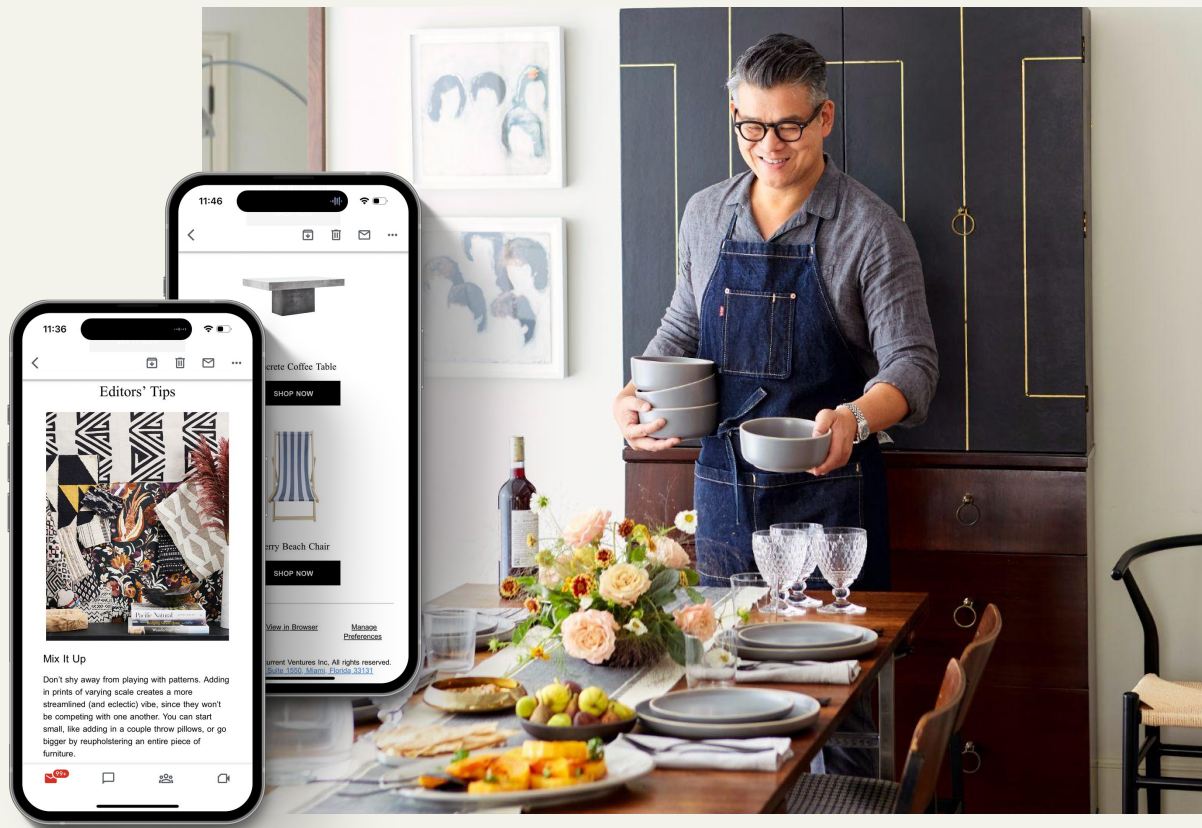 11:36
Editors’ Tips
Pacific Natural
Mix It Up
Don’t shy away from playing with patterns. Adding
in prints of varying scale creates a more
streamlined (and eclectic) vibe, since they won’t
be competing with one another. You can start
small, like adding in a couple throw pillows, or go
bigger by reupholstering an entire piece of
furniture.
99+
11:46
crete Coffee Table
SHOP NOW
erry Beach Chair
SHOP NOW
View in Browser
Manage
Preferences
urrent Ventures Inc, All rights reserved.
Suite 1550, Miami, Florida 33131